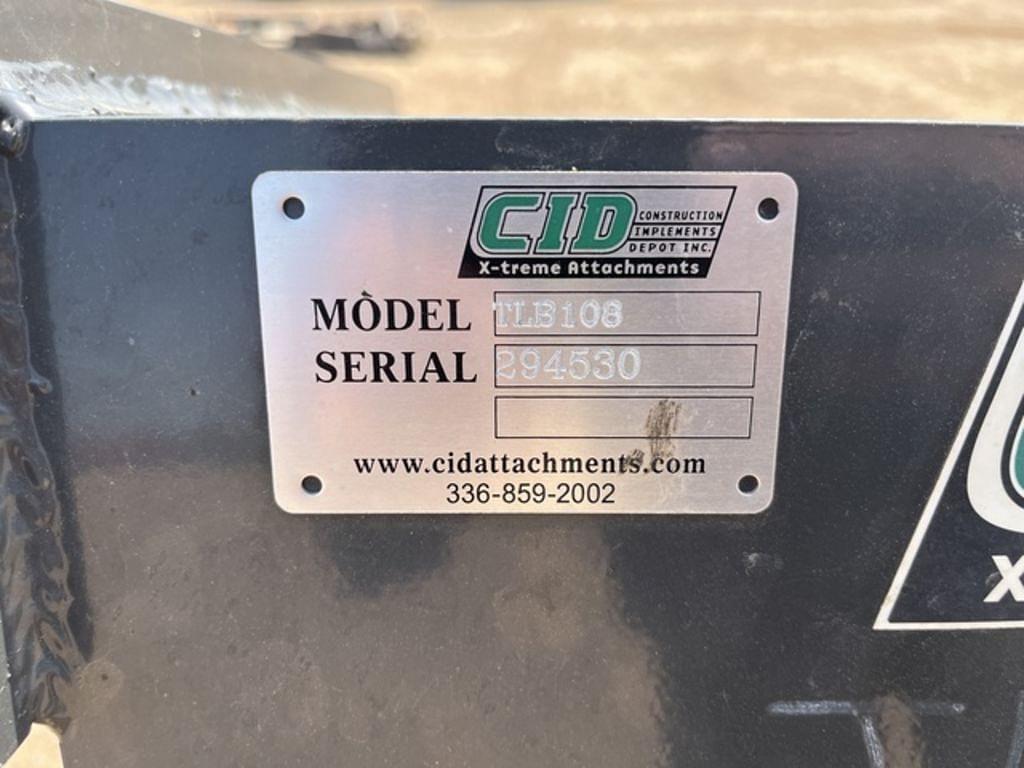 CID CONSTRUCTION
IMPLEMENTS
DEPOT INC.
X-treme Attachments
MODEL TLB108
SERIAL 294530
www.cidattachments.com
336-859-2002
X